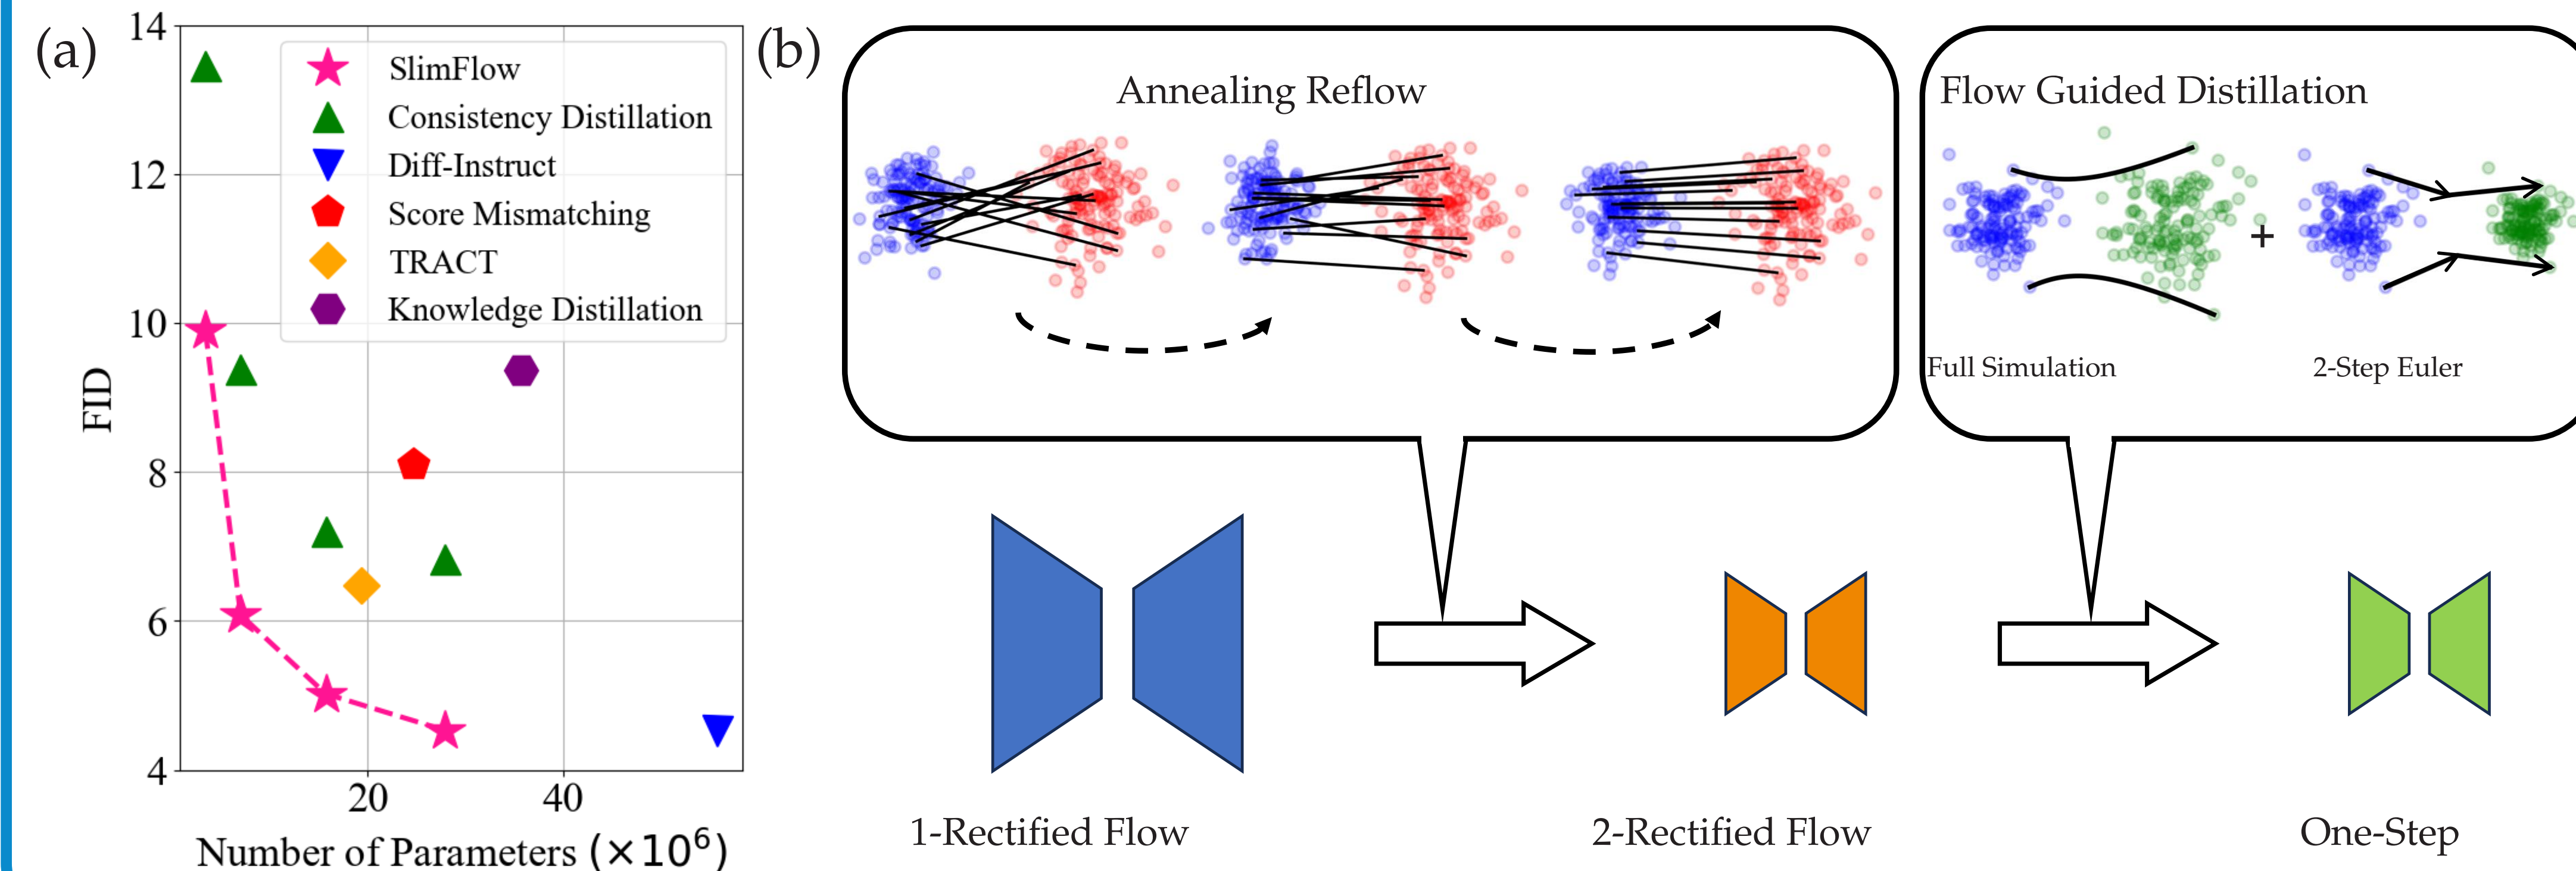 (a)
14
12
10
8
6
4
FID
20
40
Number of Parameters (×10⁶)
SlimFlow
Consistency Distillation
Diff-Instruct
Score Mismatching
TRACT
Knowledge Distillation
(b)
Annealing Reflow
Flow Guided Distillation
+
Full Simulation
2-Step Euler
1-Rectified Flow
2-Rectified Flow
One-Step